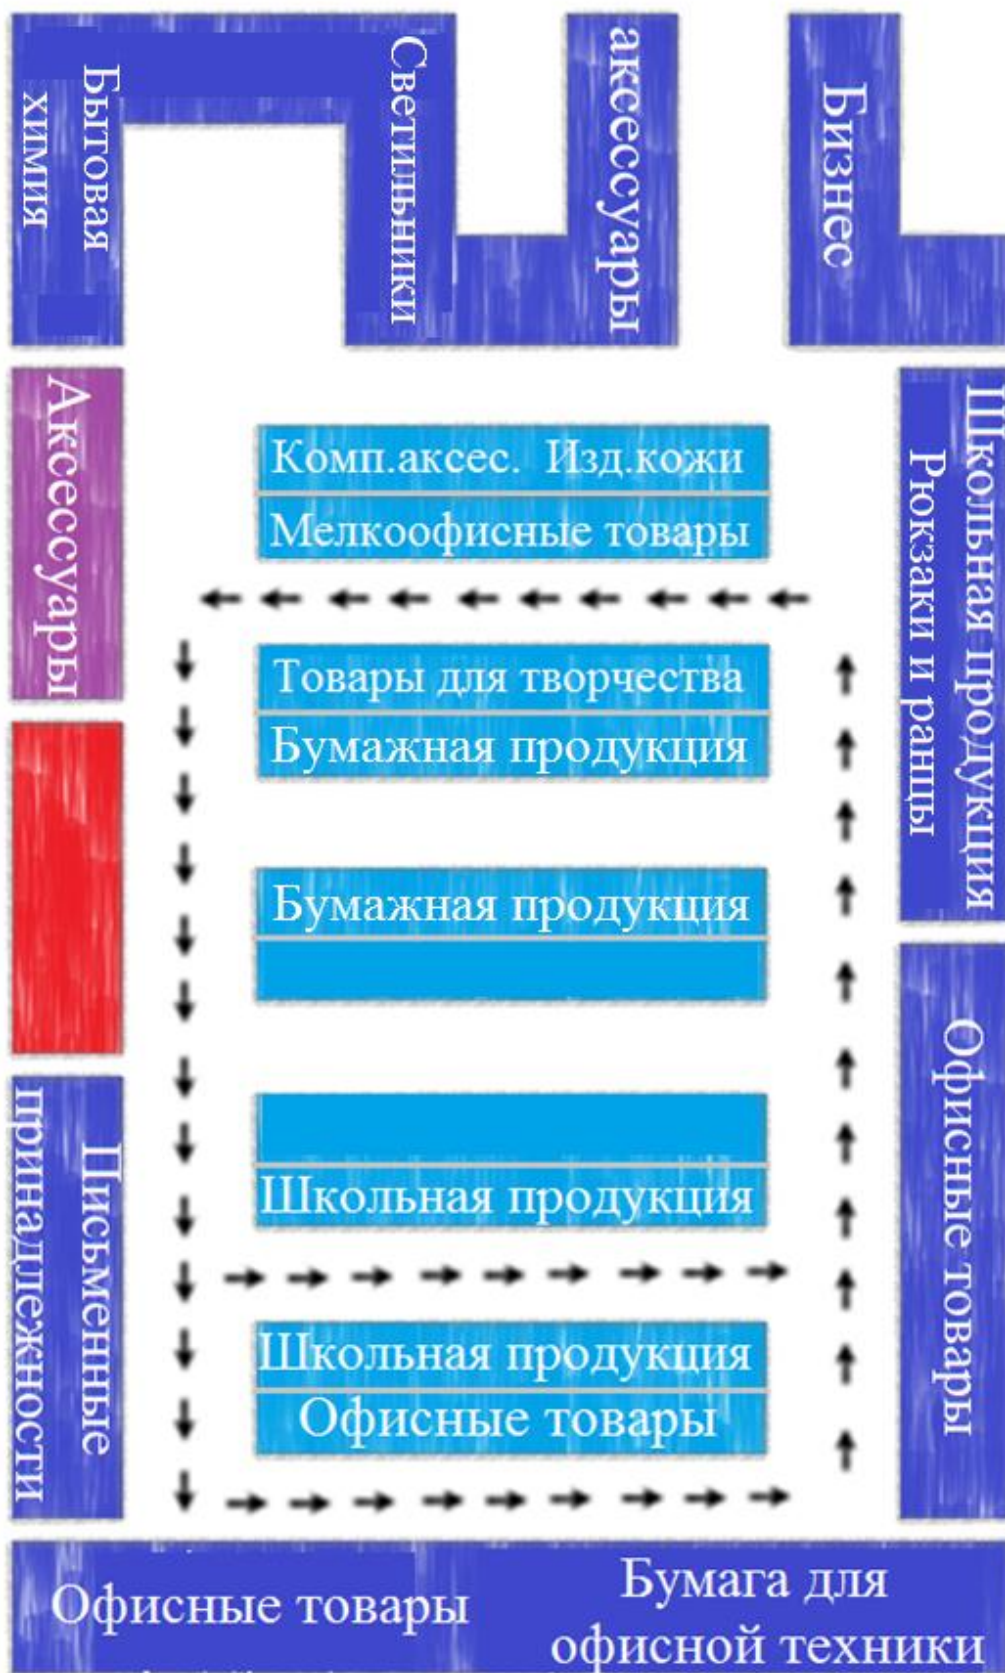 Бытовая
химия
Светильники
аксессуары
Бизнес
Аксессуары
Комп.аксес. Изд.кожи
Мелкоофисные товары
Школьная продукция
Рюкзаки и ранцы
Товары для творчества
Бумажная продукция
Бумажная продукция
Школьная продукция
Письменные
принадлежности
Офисные товары
Школьная продукция
Офисные товары
Офисные товары
Бумага для
офисной техники